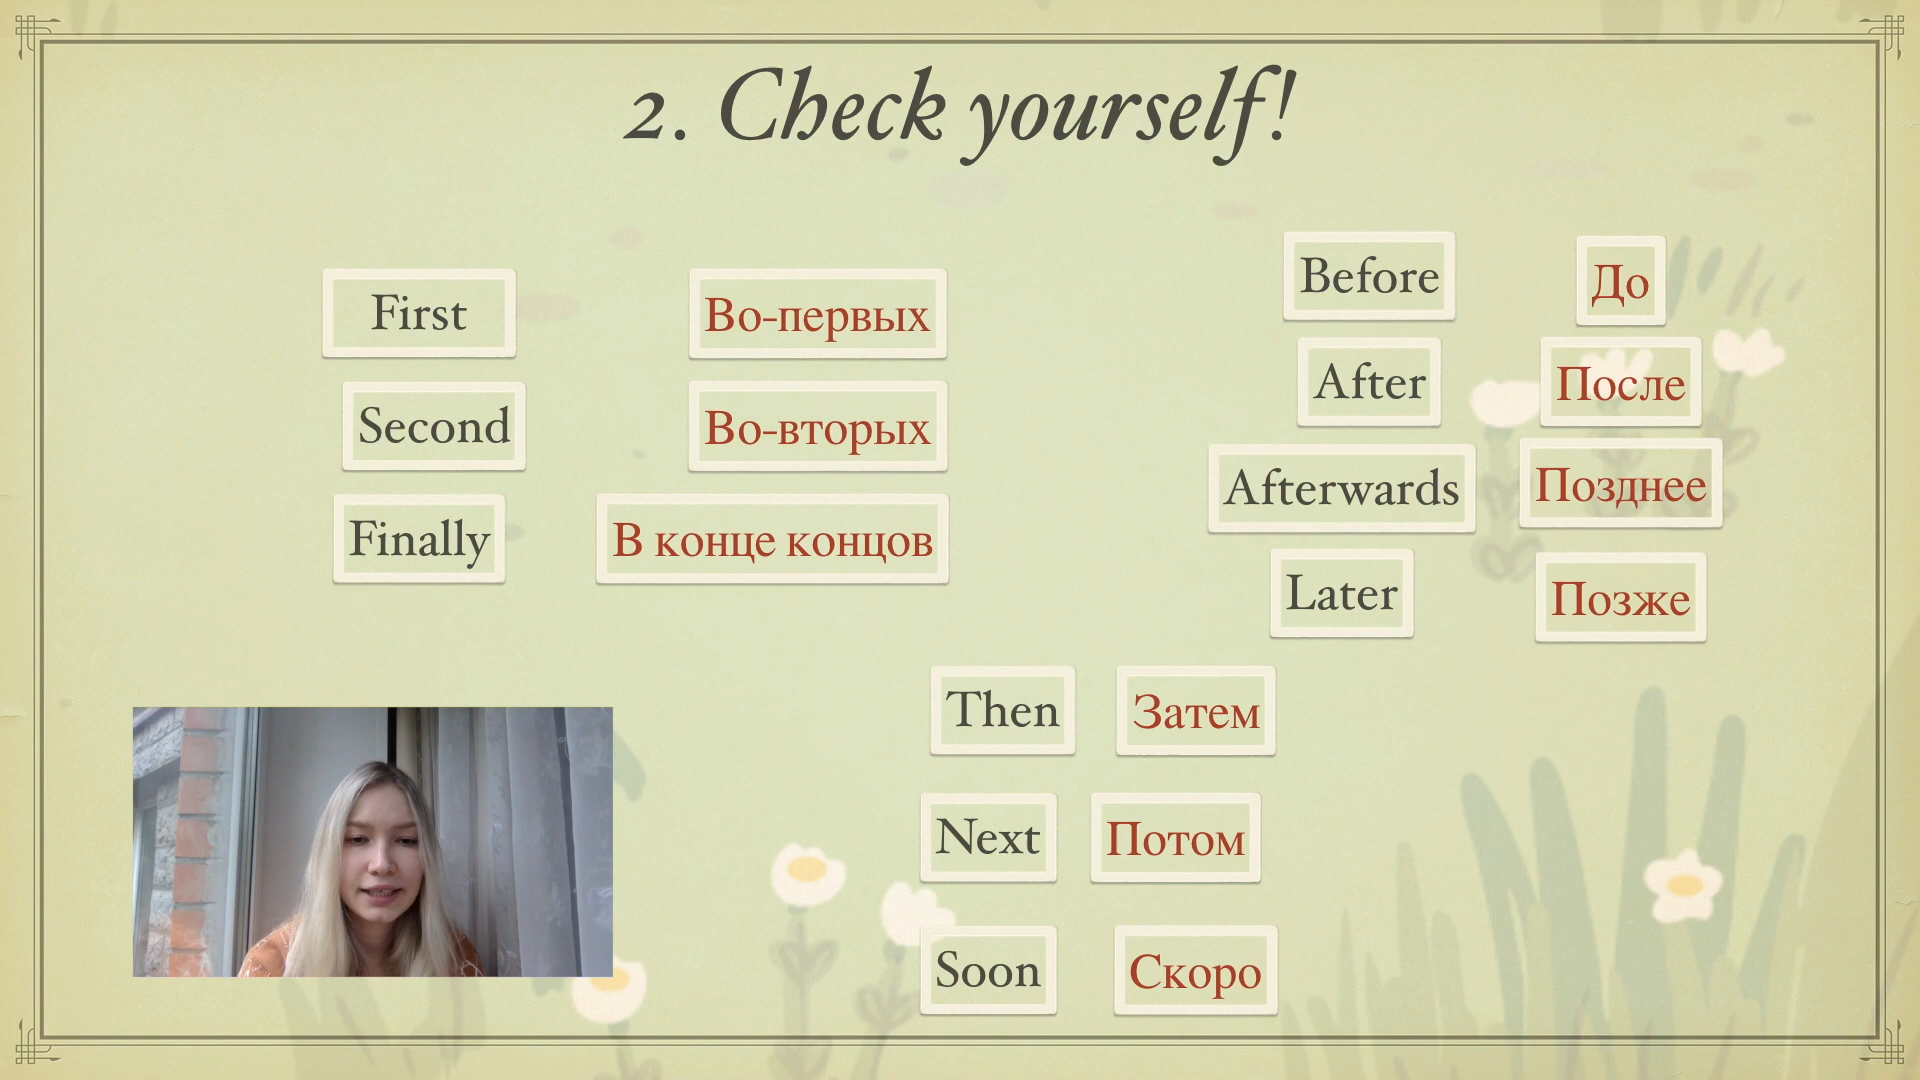 2. Check yourself!
First Во-первых
Second Во-вторых
Finally В конце концов
Before До
After После
Afterwards Позднее
Later Позже
Then Затем
Next Потом
Soon Скоро